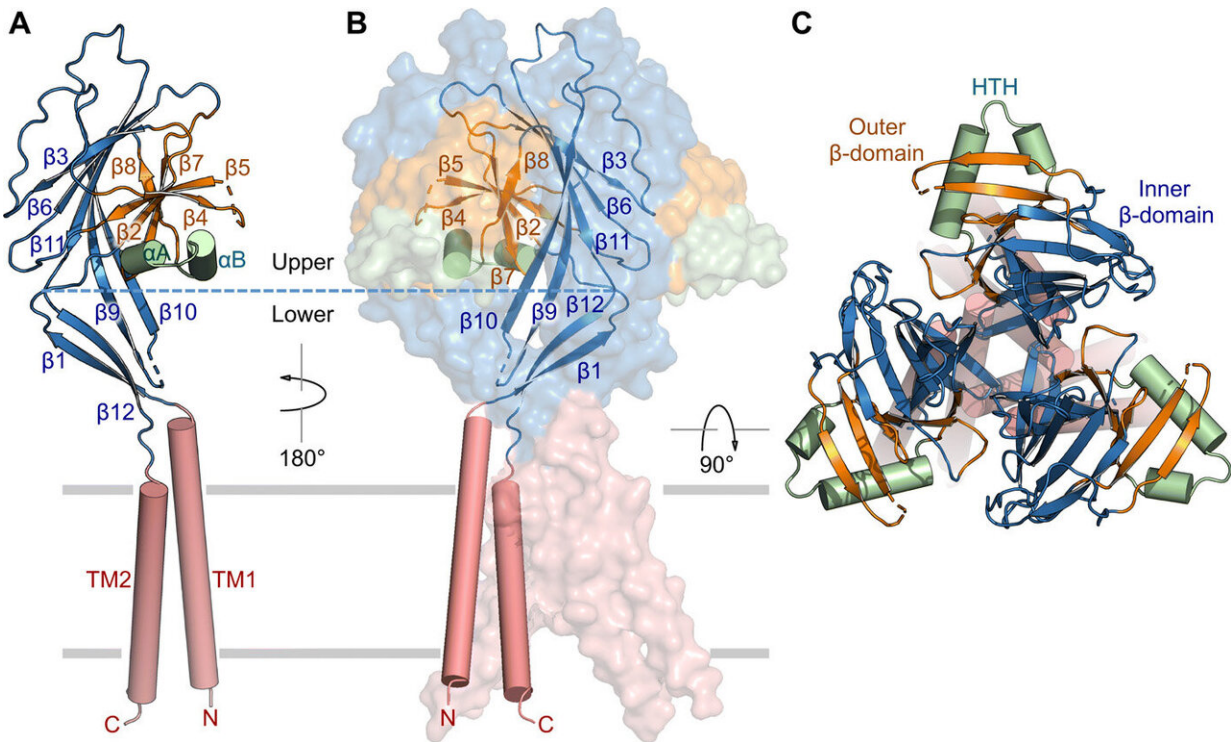 A
β3
β8
β7
β5
β6
β4
β11
β2
αA
αB
β9
β10
β1
β12
TM2
TM1
C
N
Upper
Lower
180°
B
β5
β8
β3
β4
β6
β2
β11
β7
β12
β10
β9
β1
N
C
90°
C
HTH
Outer
β-domain
Inner
β-domain